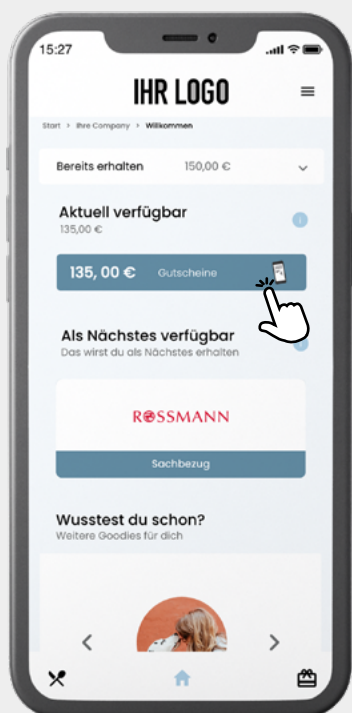 15:27
IHR LOGO
Start > Ihre Company > Willkommen
Bereits erhalten 150,00 €
Aktuell verfügbar
135,00 €
135, 00 € Gutscheine
Als Nächstes verfügbar
Das wirst du als Nächstes erhalten
ROSSMANN
Sachbezug
Wusstest du schon?
Weitere Goodies für dich